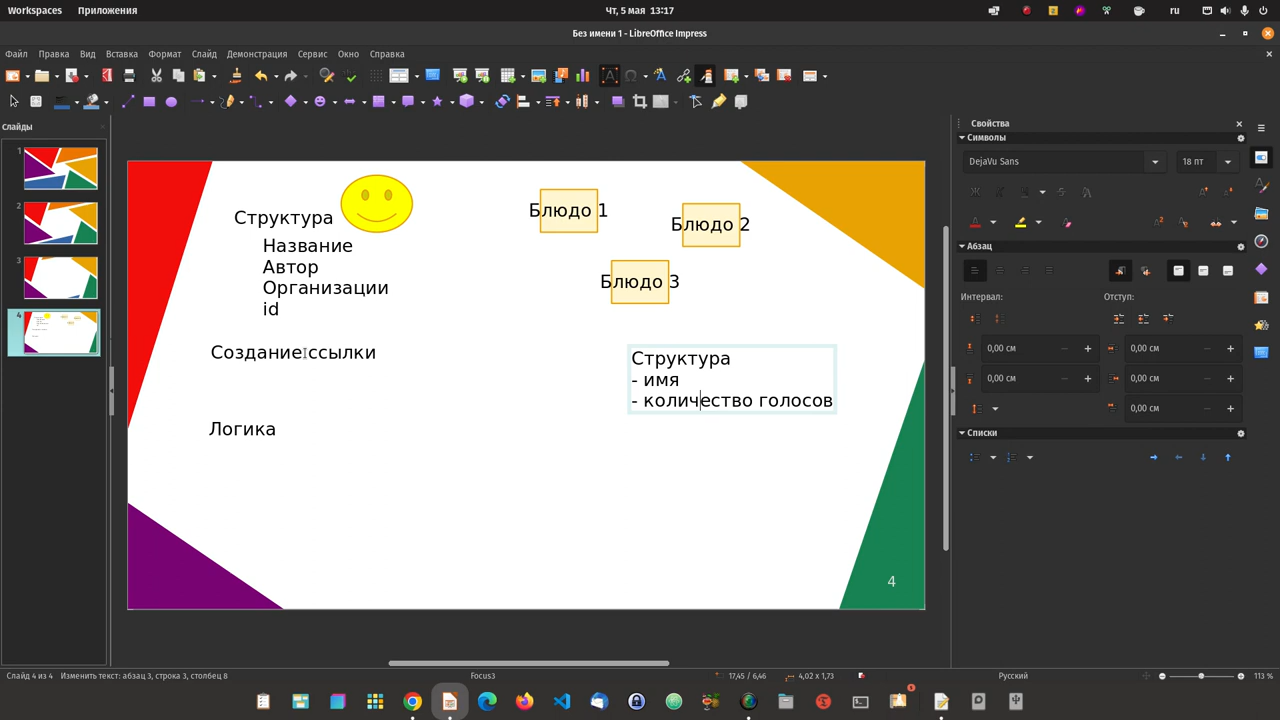 Workspaces Приложения Чт, 5 мая 13:17 ru
Без имени 1 - LibreOffice Impress
Файл Правка Вид Вставка Формат Слайд Демонстрация Сервис Окно Справка
Слайды
1
2
3
4
Структура
Название
Автор
Организации
id
Создание ссылки
Логика
Блюдо 1
Блюдо 2
Блюдо 3
Структура
- имя
- количество голосов
4
Свойства
Символы
DejaVu Sans 18 пт
Абзац
Интервал: Отступ:
0,00 см 0,00 см
0,00 см 0,00 см
0,00 см
Списки
Слайд 4 из 4 Изменить текст: абзац 3, строка 3, столбец 8 Focus3 17,45 / 6,46 4,02 x 1,73 Русский 113 %